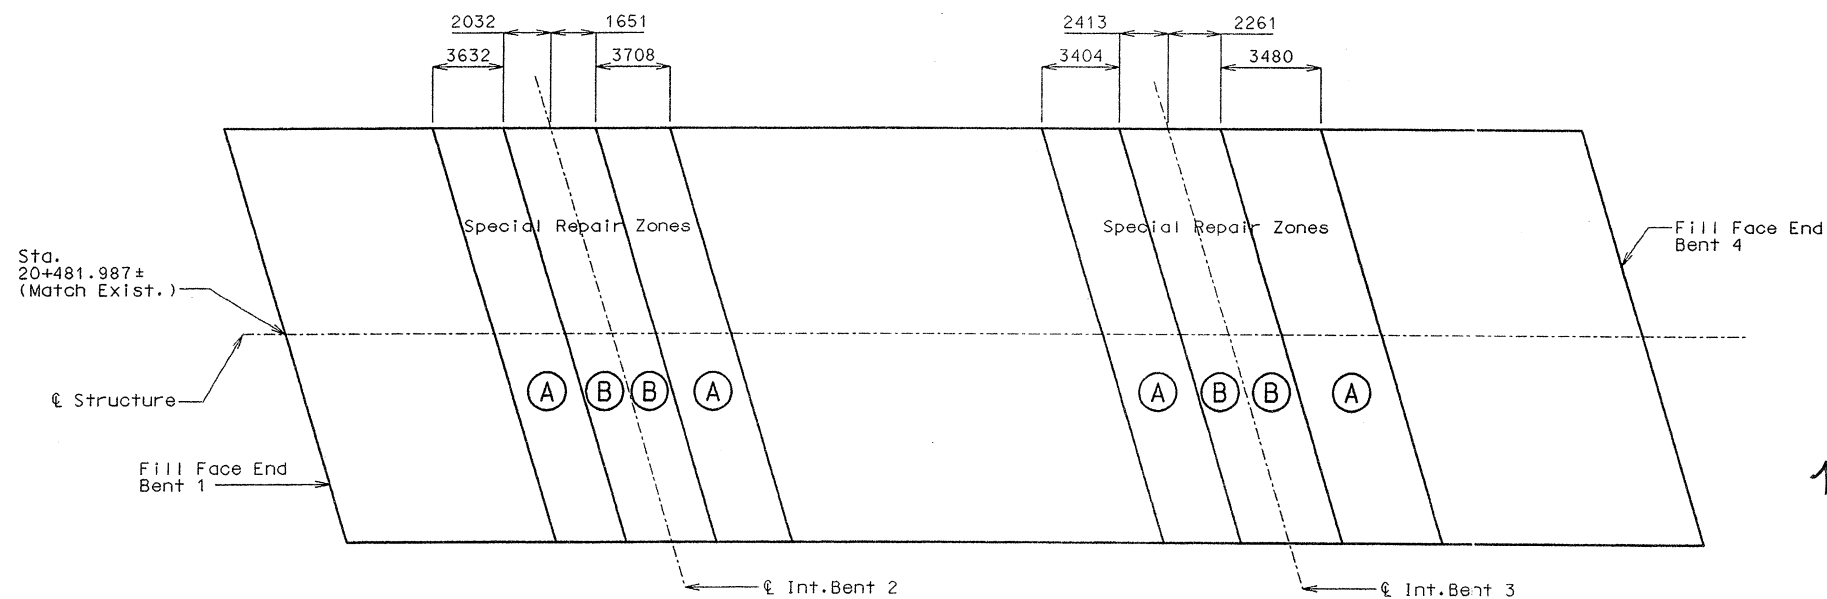 2032 1651 2413 2261
3632 3708 3404 3480
Special Repair Zones Special Repair Zones
Fill Face End
Bent 4
Sta.
20+481.987±
(Match Exist.)
℄ Structure
A B B A A B B A
Fill Face End
Bent 1
1
℄ Int.Bent 2
℄ Int.Bent 3